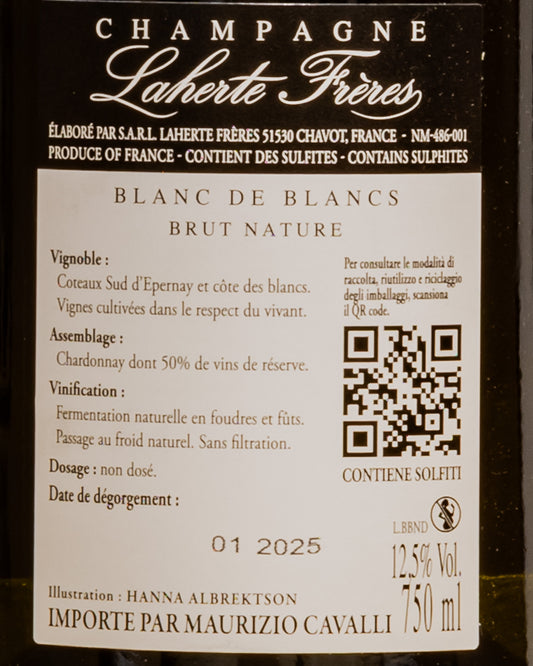 CHAMPAGNE
Laherte Frères
ÉLABORÉ PAR S.A.R.L. LAHERTE FRÈRES 51530 CHAVOT, FRANCE - NM-486-001
PRODUCE OF FRANCE - CONTIENT DES SULFITES - CONTAINS SULPHITES
BLANC DE BLANCS
BRUT NATURE
Vignoble :
Coteaux Sud d'Epernay et côte des blancs.
Vignes cultivées dans le respect du vivant.
Assemblage :
Chardonnay dont 50% de vins de réserve.
Vinification :
Fermentation naturelle en foudres et fûts.
Passage au froid naturel. Sans filtration.
Dosage : non dosé.
Date de dégorgement :
01 2025
Per consultare le modalità di
raccolta, riutilizzo e riciclaggio
degli imballaggi, scansiona
il QR code.
CONTIENE SOLFITI
L.BBND
12,5% Vol.
750 ml
Illustration : HANNA ALBREKTSON
IMPORTE PAR MAURIZIO CAVALLI